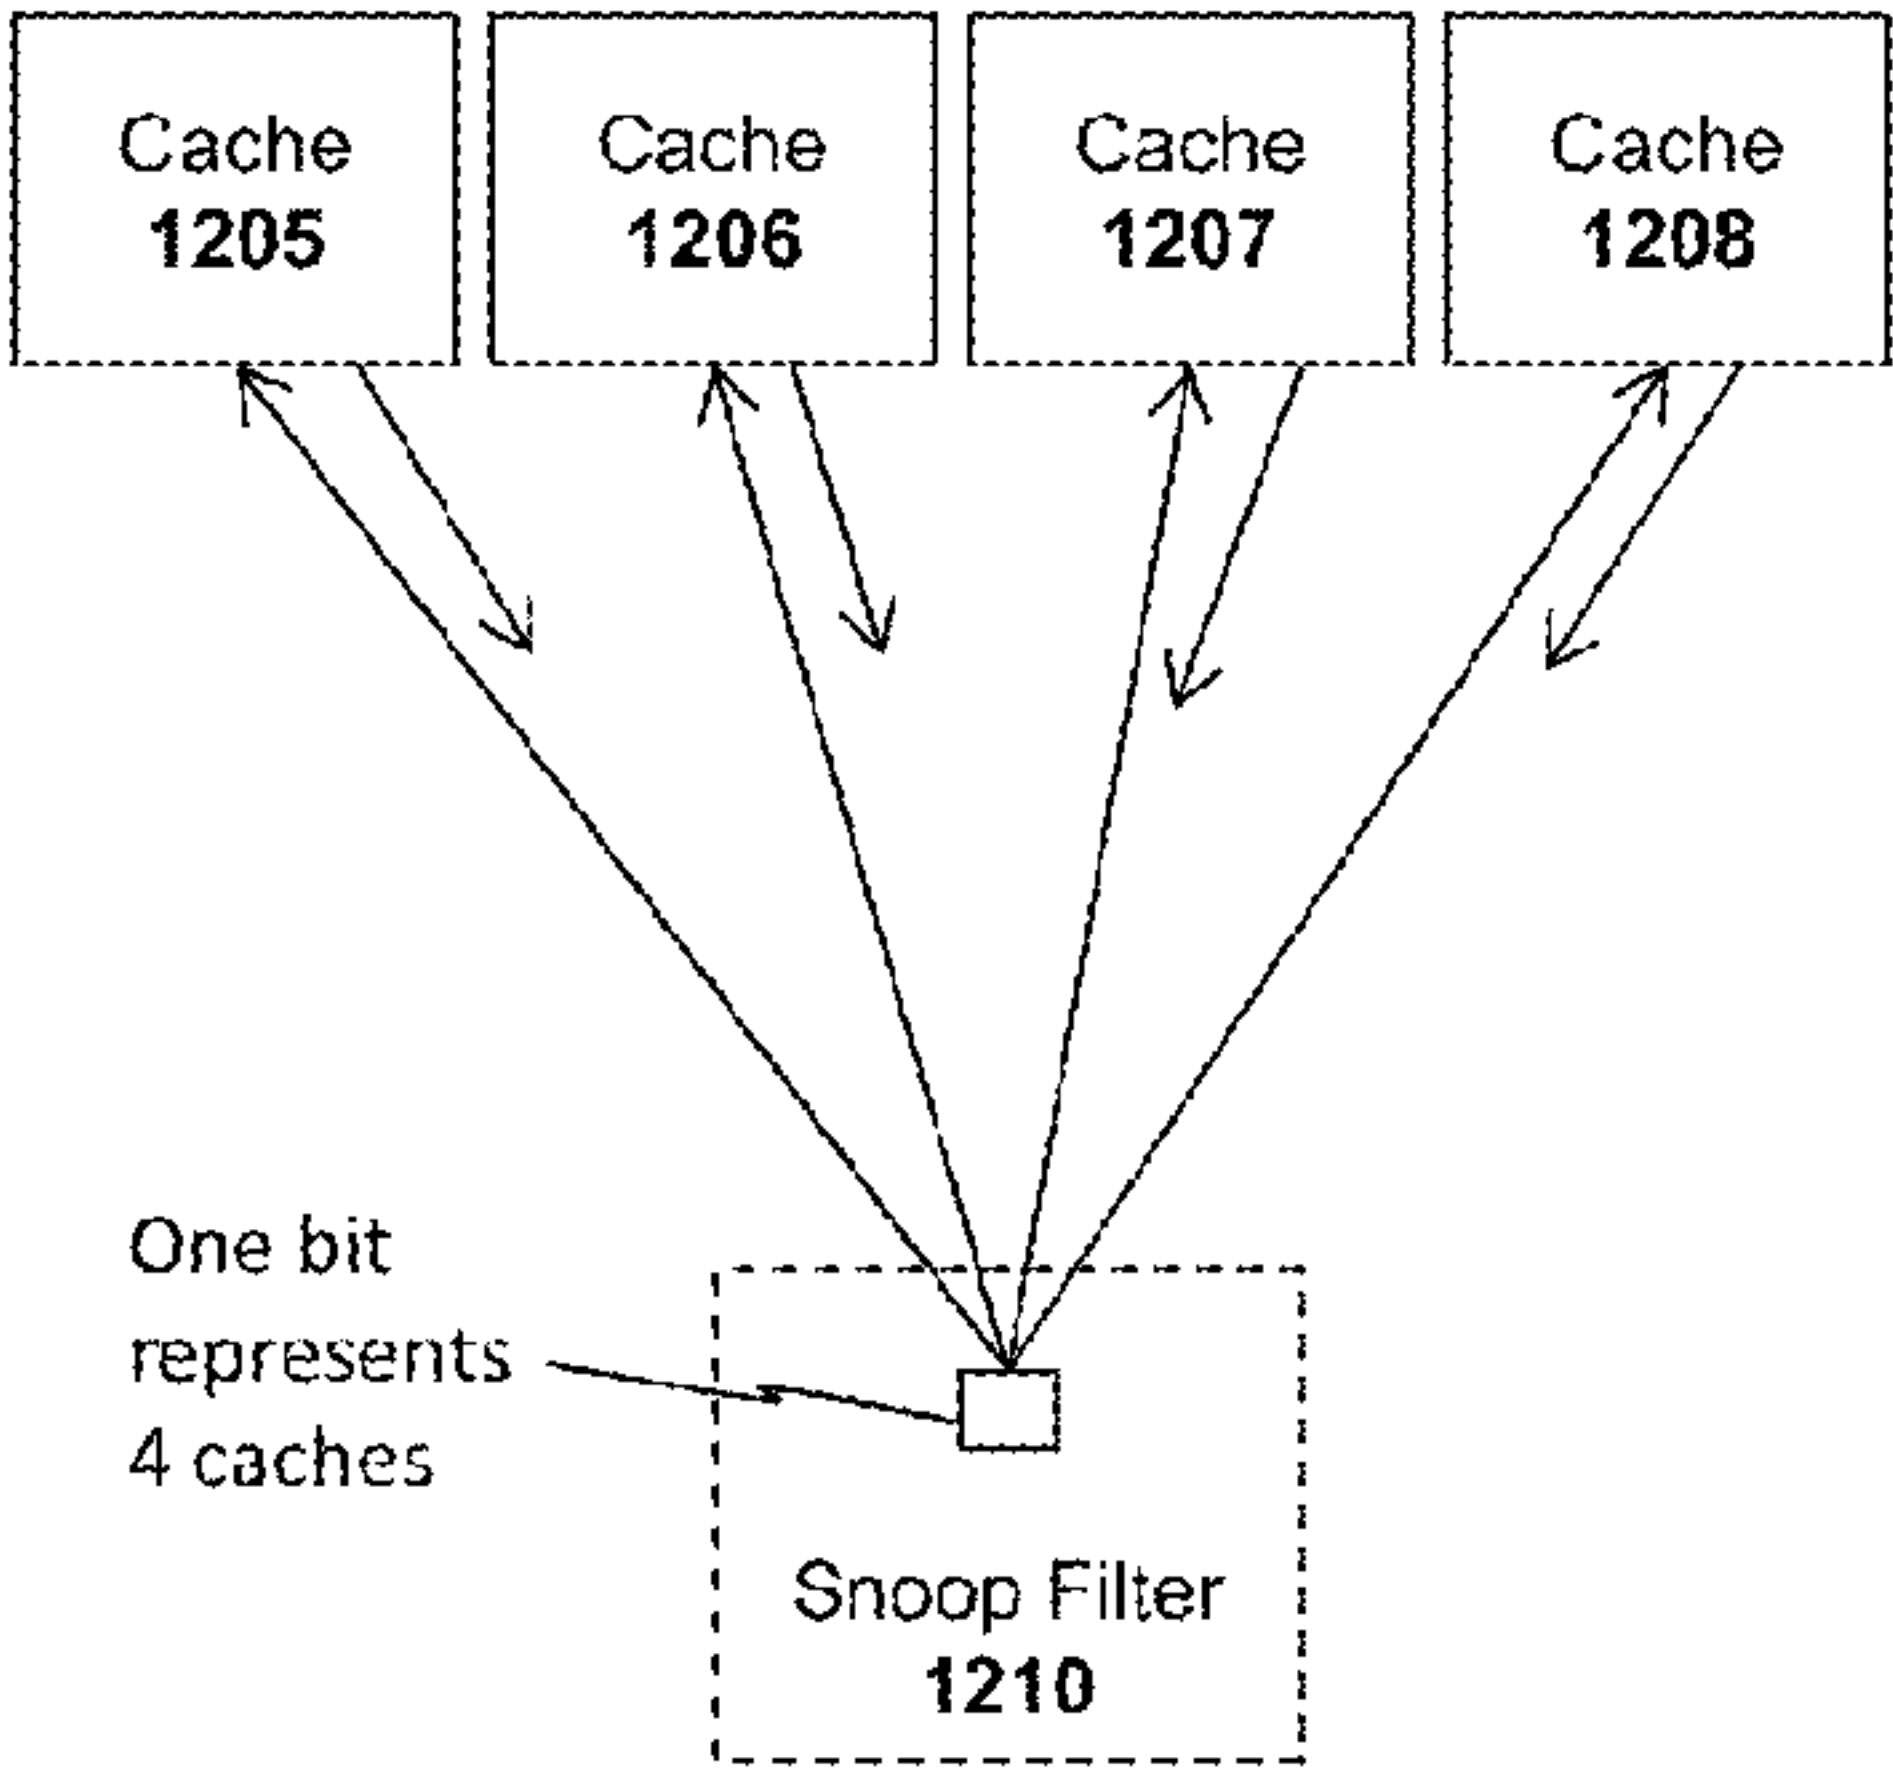 Cache
1205
Cache
1206
Cache
1207
Cache
1208
One bit
represents
4 caches
Snoop Filter
1210